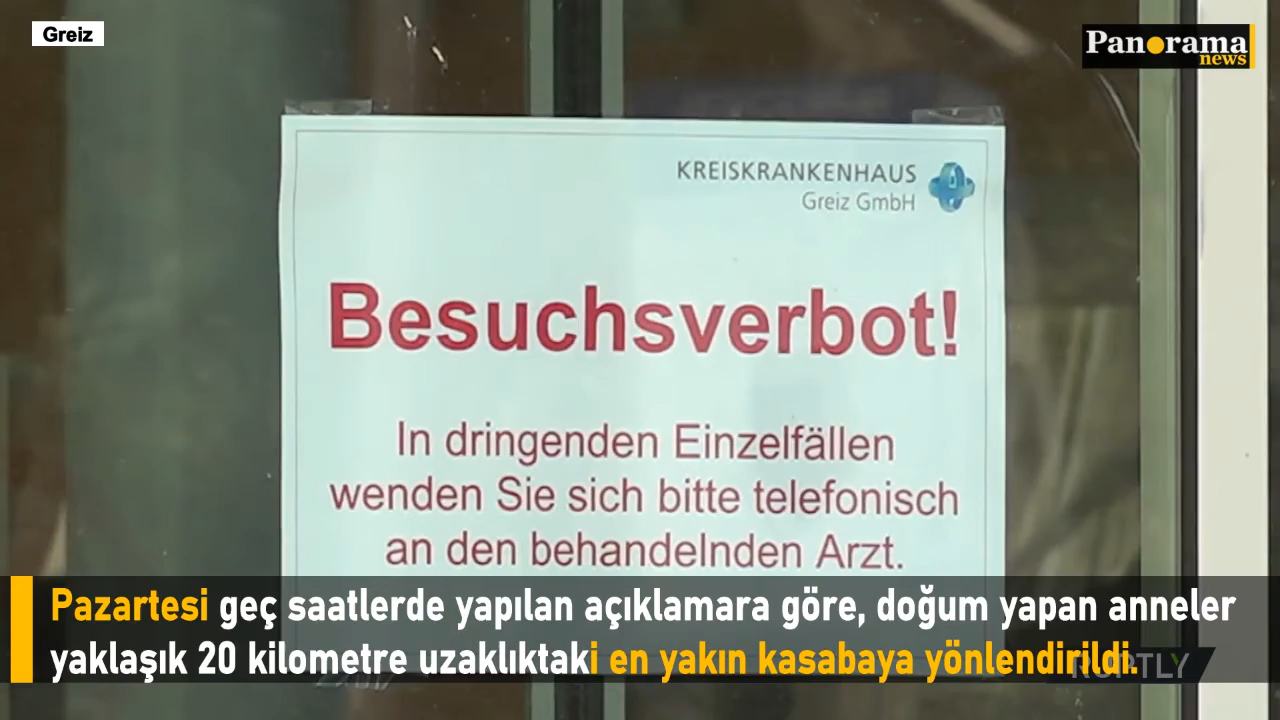 Greiz
Panorama
news
KREISKRANKENHAUS
Greiz GmbH
Besuchsverbot!
In dringenden Einzelfällen
wenden Sie sich bitte telefonisch
an den behandelnden Arzt.
Pazartesi geç saatlerde yapılan açıklamara göre, doğum yapan anneler
yaklaşık 20 kilometre uzaklıktaki en yakın kasabaya yönlendirildi.
RUPTLY